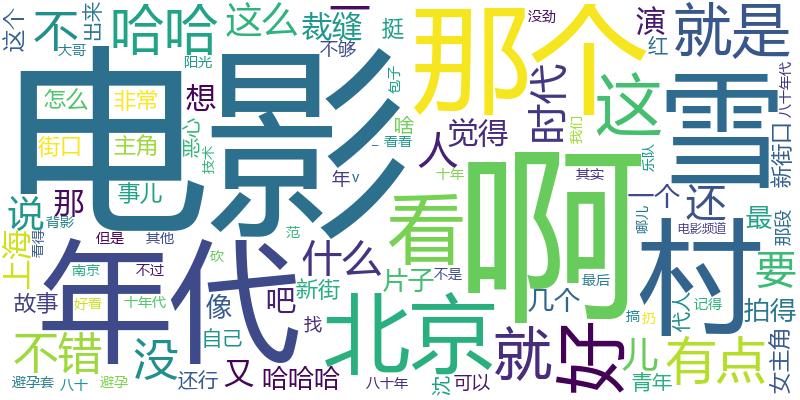 这个
不
大哥
出来
哈哈
这么
裁缝
一
挺
不够
那个
没劲
演
红
就是
八十年代
电影
阳光
包子
怎么
非常
想
街口
主角
恶心
技术
啥
看看
觉得
时代
这
我们
雪
新街口
人
事儿
那
说
背影
年
v
十年
其实
乐队
一个
还
最
那段
上海
看得
但是
其他
范
什么
看
啊
哪儿
电影频道
村
要
南京
不过
砍
新街
片子
不是
最后
年代
故事
好看
十年代
像
吧
找
北京
几个
搞
扔
代人
记得
拍得
不错
没
自己
就
好
儿
有点
女主角
避孕套
八十
避孕
还行
又
哈哈哈
八十年
沈
可以
青年